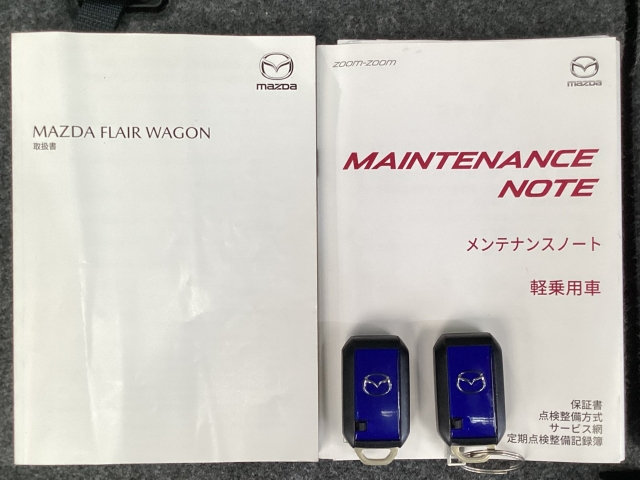 mazda
MAZDA FLAIR WAGON
取扱書
zoom-zoom
mazda
MAINTENANCE
NOTE
メンテナンスノート
軽乗用車
保証書
点検整備方式
サービス網
定期点検整備記録簿